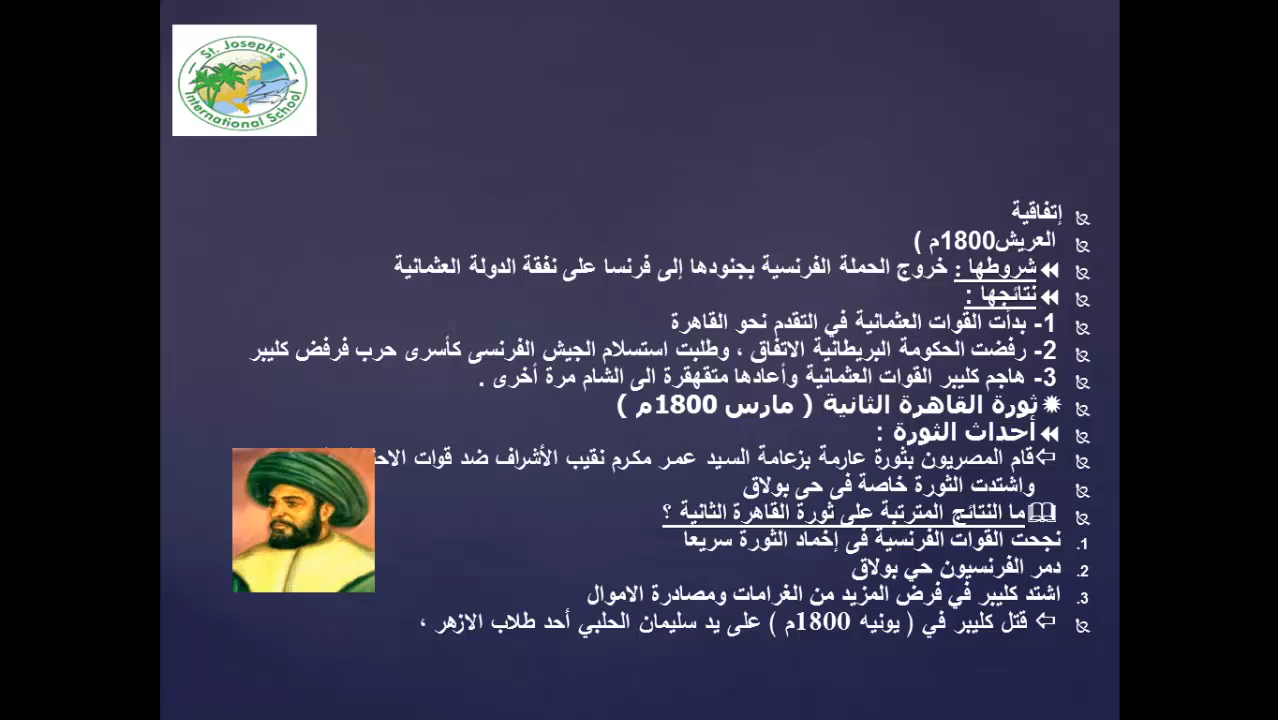 St. Joseph's
International School
إتفاقية
العريش1800م )
شروطها : خروج الحملة الفرنسية بجنودها إلى فرنسا على نفقة الدولة العثمانية
نتائجها :
1- بدأت القوات العثمانية في التقدم نحو القاهرة
2- رفضت الحكومة البريطانية الاتفاق ، وطلبت استسلام الجيش الفرنسى كأسرى حرب فرفض كليبر
3- هاجم كليبر القوات العثمانية وأعادها متقهقرة الى الشام مرة أخرى .
ثورة القاهرة الثانية ( مارس 1800م )
أحداث الثورة :
قام المصريون بثورة عارمة بزعامة السيد عمر مكرم نقيب الأشراف ضد قوات
واشتدت الثورة خاصة فى حى بولاق
ما النتائج المترتبة على ثورة القاهرة الثانية ؟
1. نجحت القوات الفرنسية فى إخماد الثورة سريعا
2. دمر الفرنسيون حي بولاق
3. اشتد كليبر في فرض المزيد من الغرامات ومصادرة الاموال
قتل كليبر في ( يونيه 1800م ) على يد سليمان الحلبي أحد طلاب الازهر ،